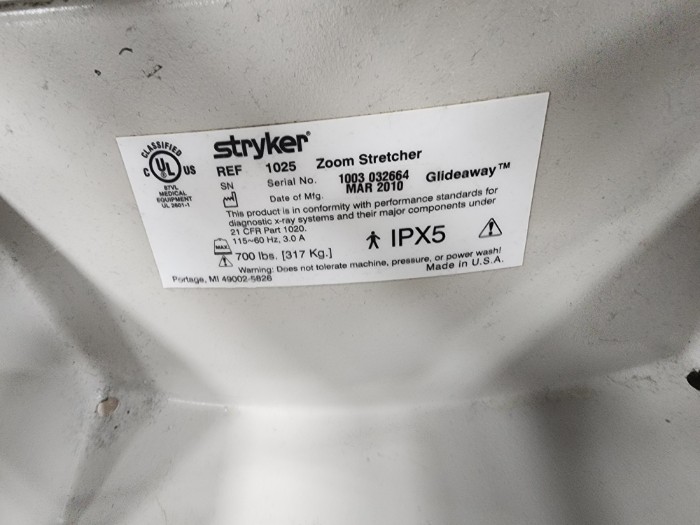 CLASSIFIED
C UL US
87VL
MEDICAL
EQUIPMENT
UL 2601-1
stryker®
REF 1025 Zoom Stretcher
SN Serial No. 1003 032664 Glideaway™
Date of Mfg. MAR 2010
This product is in conformity with performance standards for
diagnostic x-ray systems and their major components under
21 CFR Part 1020.
115~60 Hz, 3.0 A
IPX5
MAX
700 lbs. [317 Kg.]
Warning: Does not tolerate machine, pressure, or power wash!
Portage, MI 49002-5826
Made in U.S.A.